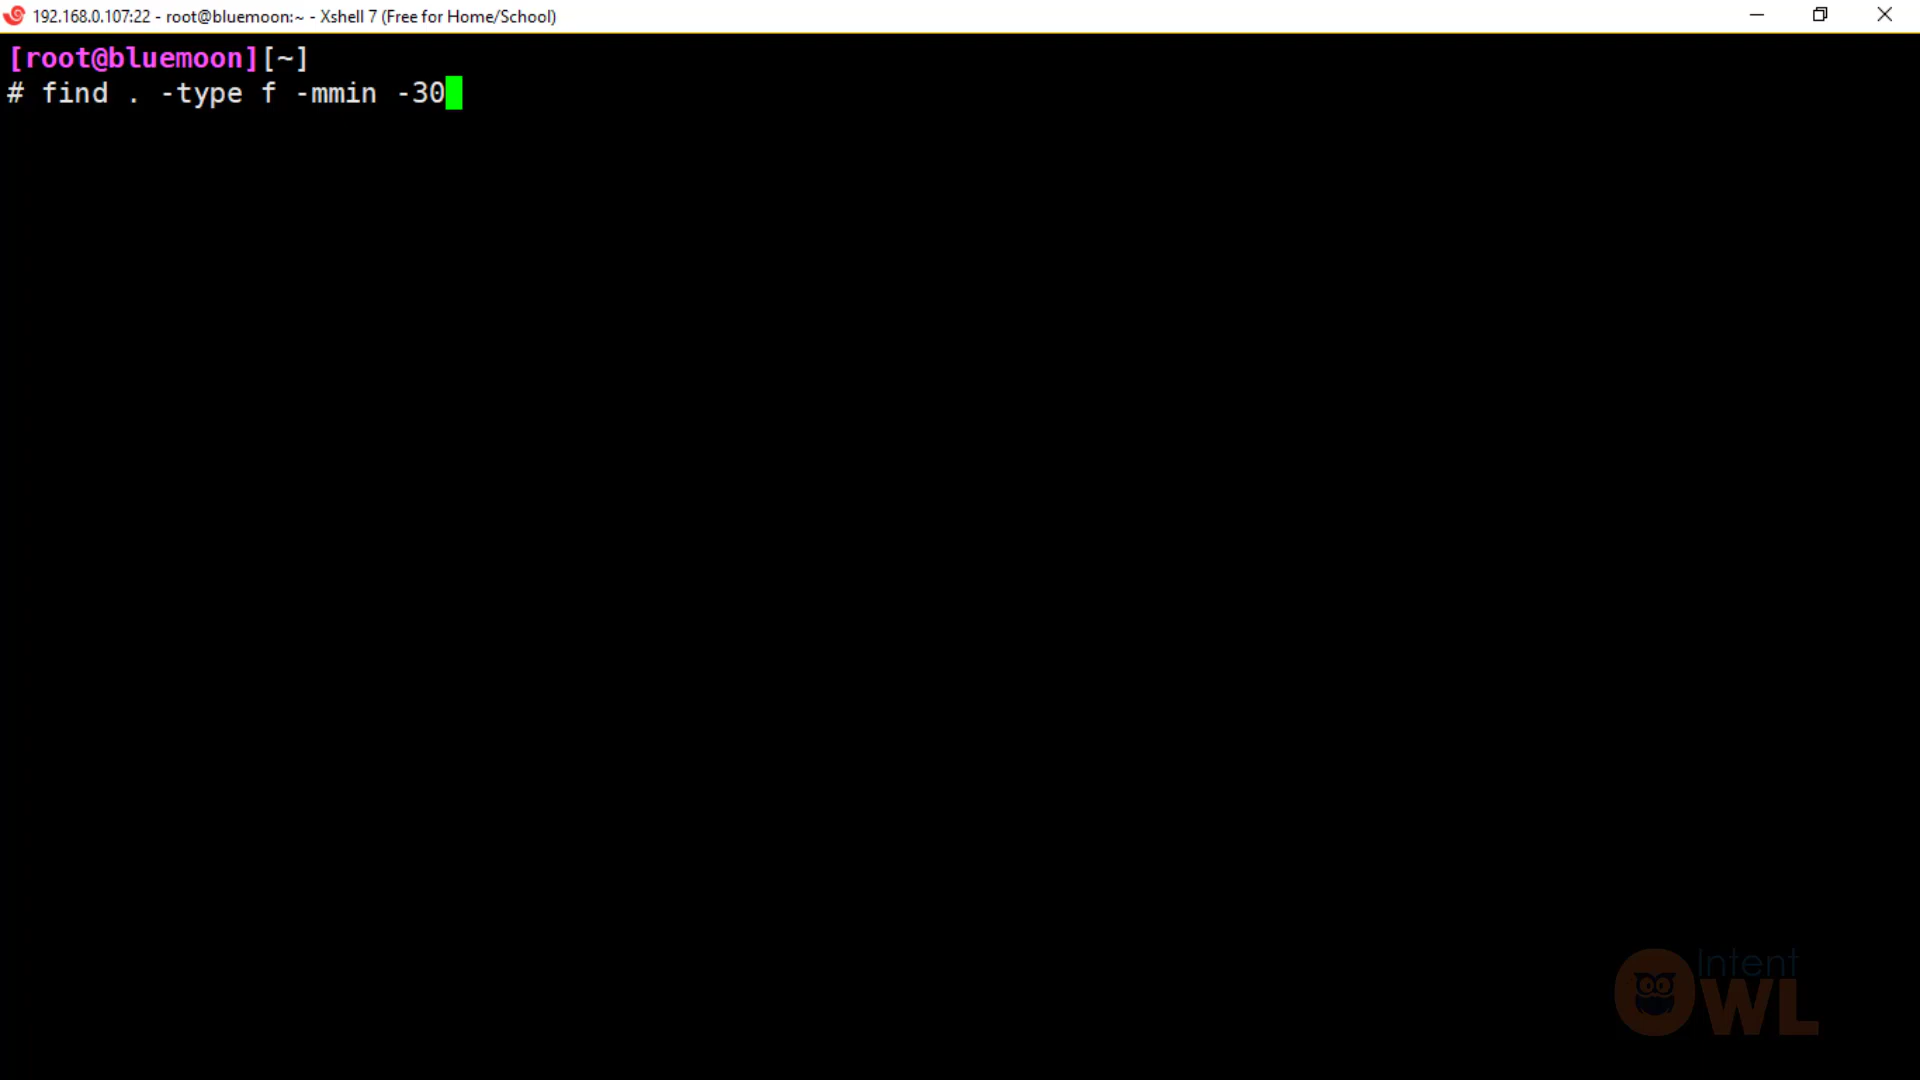 192.168.0.107:22 - root@bluemoon:~ - Xshell 7 (Free for Home/School)
[root@bluemoon][~]
# find . -type f -mmin -30
Intent
OWL